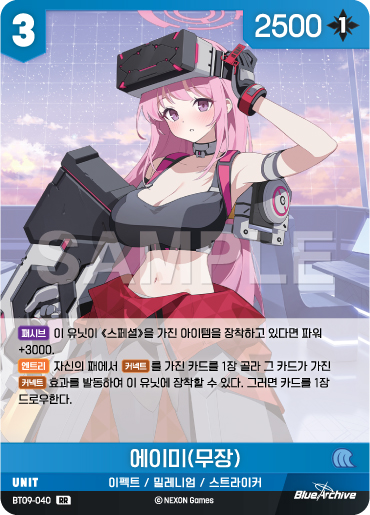 3
2500 1
SAMPLE
패시브 이 유닛이 《스페셜》을 가진 아이템을 장착하고 있다면 파워
+3000.
엔트리 자신의 패에서 커넥트 를 가진 카드를 1장 골라 그 카드가 가진
커넥트 효과를 발동하여 이 유닛에 장착할 수 있다. 그러면 카드를 1장
드로우한다.
에이미(무장)
UNIT 이펙트 / 밀레니엄 / 스트라이커
BT09-040 RR ⓒ NEXON Games BlueArchive